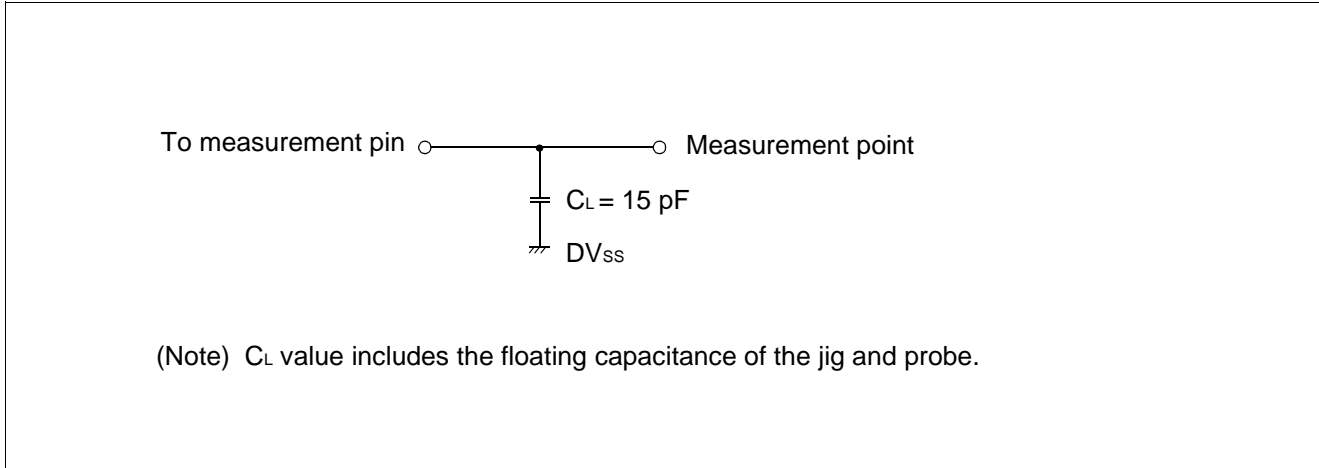 To measurement pin
Measurement point
CL = 15 pF
DVSS
(Note) CL value includes the floating capacitance of the jig and probe.